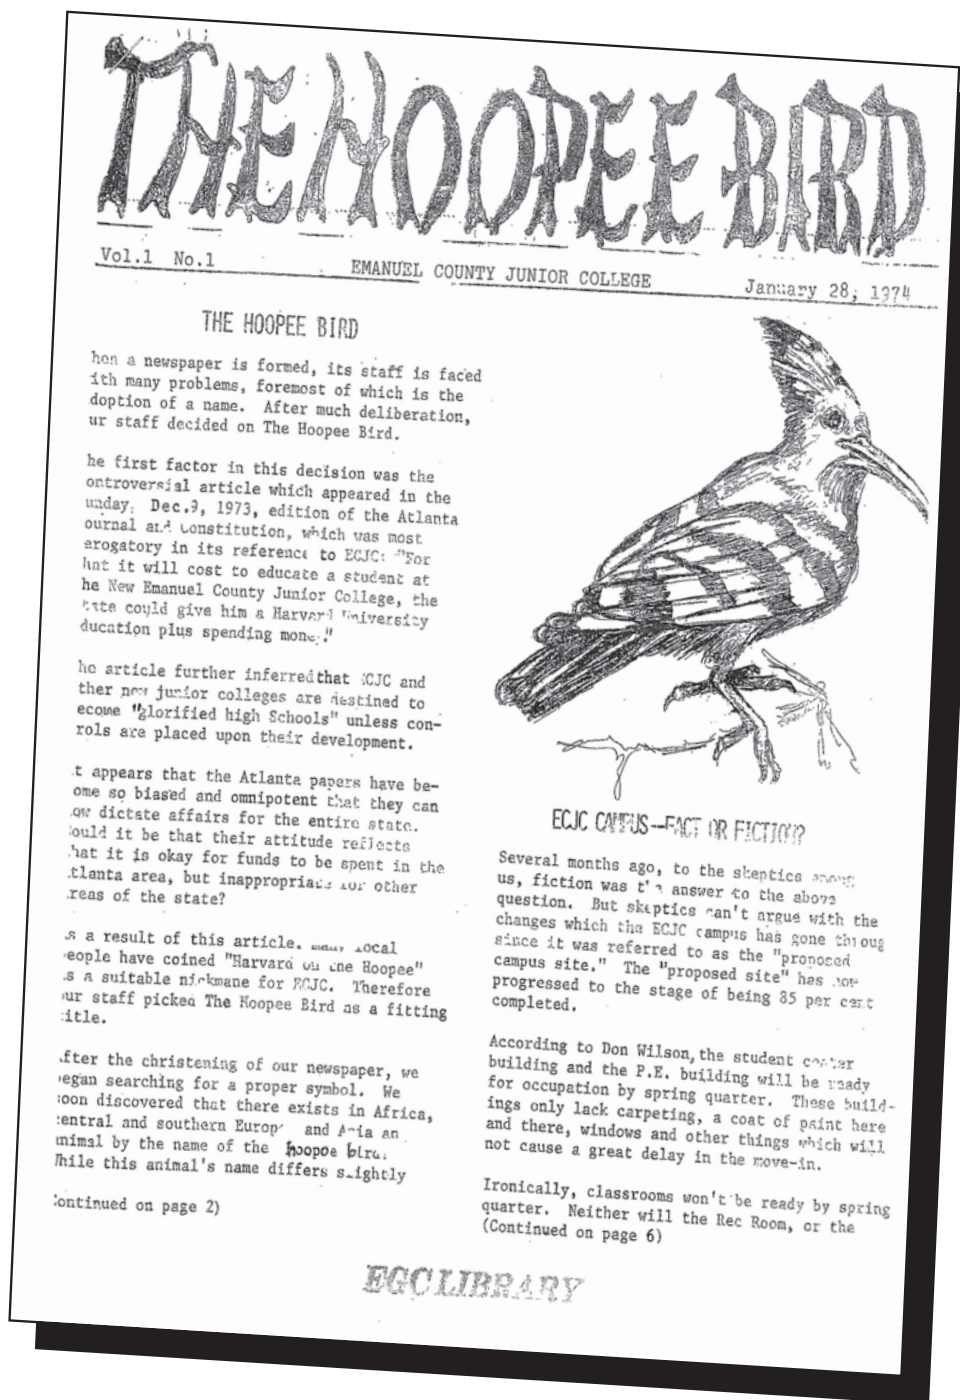 THE HOOPEE BIRD
Vol.1 No.1 EMANUEL COUNTY JUNIOR COLLEGE January 28, 1974
THE HOOPEE BIRD
hen a newspaper is formed, its staff is faced
ith many problems, foremost of which is the
doption of a name. After much deliberation,
ur staff decided on The Hoopee Bird.
he first factor in this decision was the
ontroversial article which appeared in the
unday, Dec.9, 1973, edition of the Atlanta
ournal and Constitution, which was most
erogatory in its reference to ECJC: "For
hat it will cost to educate a student at
he New Emanuel County Junior College, the
tate could give him a Harvard University
ducation plus spending money."
he article further inferredthat ECJC and
ther new junior colleges are destined to
ecome "glorified high Schools" unless con-
rols are placed upon their development.
t appears that the Atlanta papers have be-
ome so biased and omnipotent that they can
ow dictate affairs for the entire state.
ould it be that their attitude reflects
hat it is okay for funds to be spent in the
tlanta area, but inappropriate for other
reas of the state?
s a result of this article, many local
eople have coined "Harvard on the Hoopee"
s a suitable nickmane for ECJC. Therefore
ur staff picked The Hoopee Bird as a fitting
itle.
fter the christening of our newspaper, we
egan searching for a proper symbol. We
oon discovered that there exists in Africa,
entral and southern Europe and Asia an
nimal by the name of the hoopoe bird.
hile this animal's name differs slightly
ontinued on page 2)
ECJC CAMPUS--FACT OR FICTION?
Several months ago, to the skeptics among
us, fiction was the answer to the above
question. But skeptics can't argue with the
changes which the ECJC campus has gone throug
since it was referred to as the "proposed
campus site." The "proposed site" has now
progressed to the stage of being 85 per cent
completed.
According to Don Wilson, the student center
building and the P.E. building will be ready
for occupation by spring quarter. These build-
ings only lack carpeting, a coat of paint here
and there, windows and other things which will
not cause a great delay in the move-in.
Ironically, classrooms won't be ready by spring
quarter. Neither will the Rec Room, or the
(Continued on page 6)
EGC LIBRARY